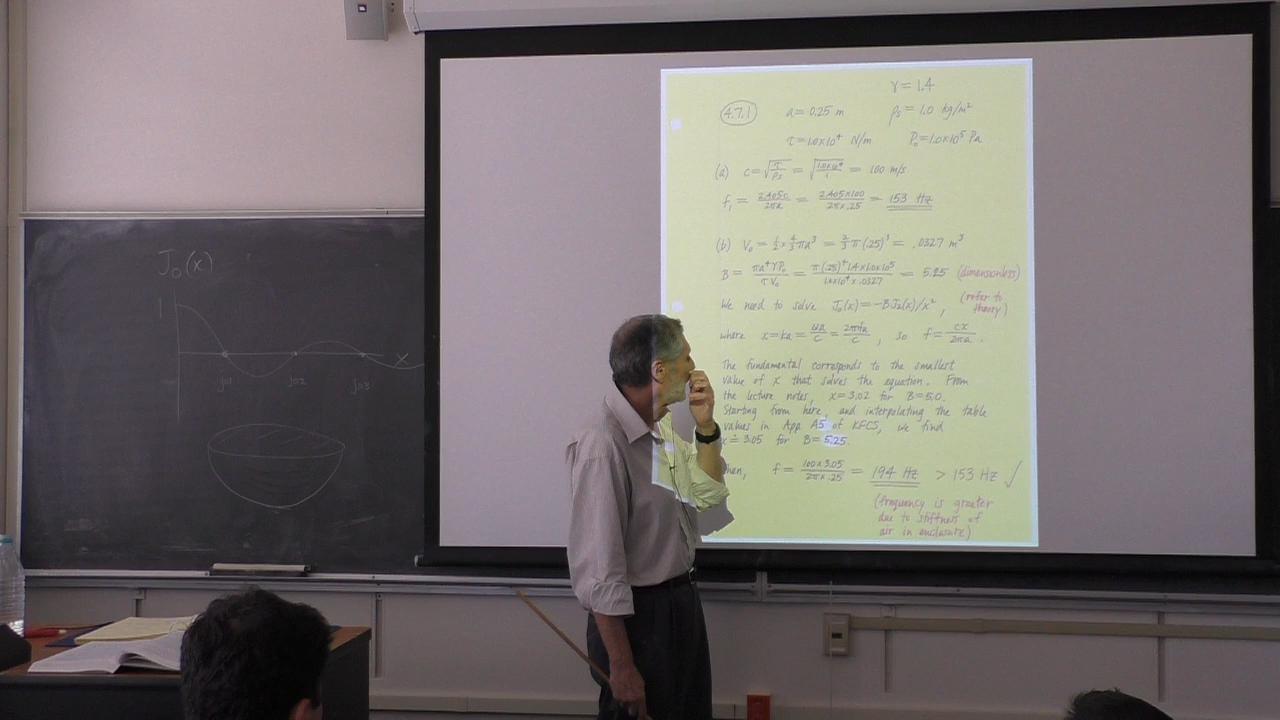 J₀(x)
1
x
j01
j02
j03
γ = 1.4
4.7.1
a = 0.25 m
ρs = 1.0 kg/m²
τ = 1.0×10⁴ N/m
P₀ = 1.0×10⁵ Pa
(a) c = √(τ/ρs) = √(1.0×10⁴/1) = 100 m/s
f₁ = 2.405c/2πa = 2.405×100/2π×.25 = 153 Hz
(b) V₀ = ½ × 4/3 πa³ = 2/3 π (.25)³ = .0327 m³
B = πa⁴γP₀/τV₀ = π(.25)⁴1.4×1.0×10⁵/1.0×10⁴×.0327 = 5.25 (dimensionless)
We need to solve J₀(x) = -BJ₂(x)/x², (refer to theory)
where x = ka = ωa/c = 2πfa/c, so f = cx/2πa.
The fundamental corresponds to the smallest
value of x that solves the equation. From
the lecture notes, x = 3.02 for B = 5.0.
Starting from here, and interpolating the table
values in App A5 of KFCS, we find
x ≐ 3.05 for B = 5.25.
f = 100×3.05/2π×.25 = 194 Hz > 153 Hz ✓
(frequency is greater
due to stiffness of
air in enclosure)